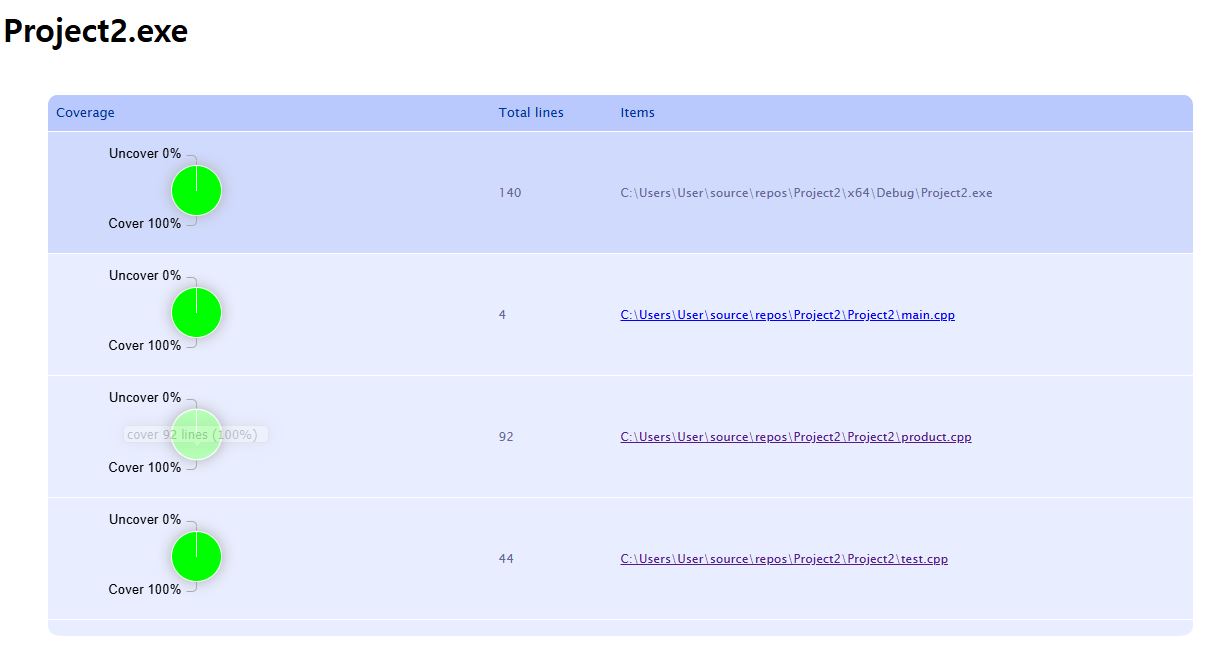 Project2.exe
Coverage Total lines Items
Uncover 0%
Cover 100%
140 C:\Users\User\source\repos\Project2\x64\Debug\Project2.exe
Uncover 0%
Cover 100%
4 C:\Users\User\source\repos\Project2\Project2\main.cpp
Uncover 0%
cover 92 lines (100%)
Cover 100%
92 C:\Users\User\source\repos\Project2\Project2\product.cpp
Uncover 0%
Cover 100%
44 C:\Users\User\source\repos\Project2\Project2\test.cpp